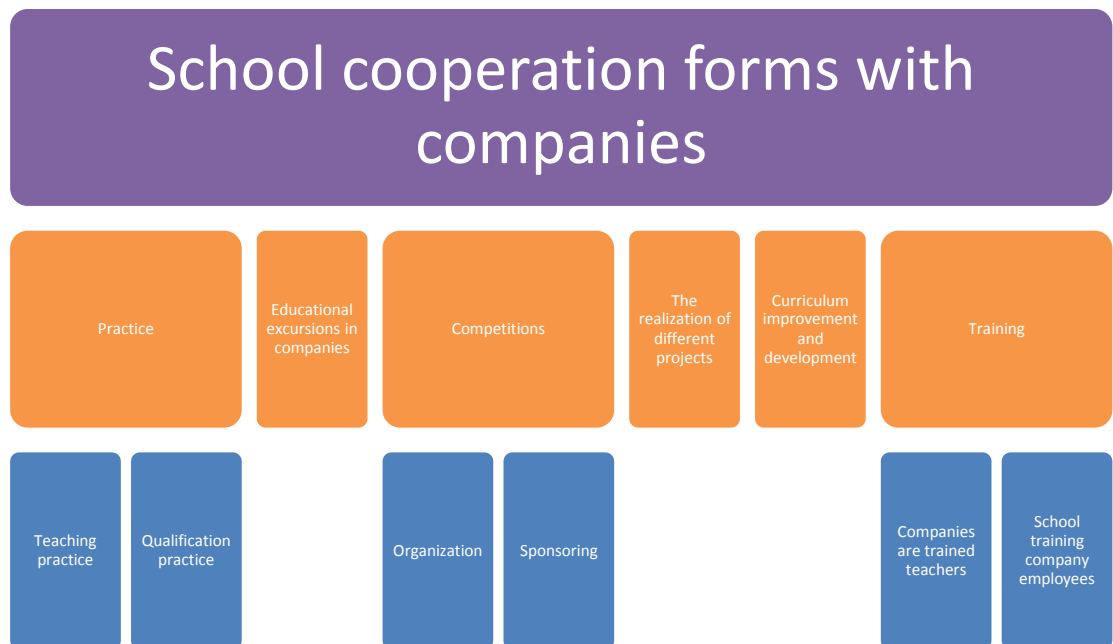 School cooperation forms with
companies
Practice
Educational
excursions in
companies
Competitions
The
realization of
different
projects
Curriculum
improvement
and
development
Training
Teaching
practice
Qualification
practice
Organization
Sponsoring
Companies
are trained
teachers
School
training
company
employees